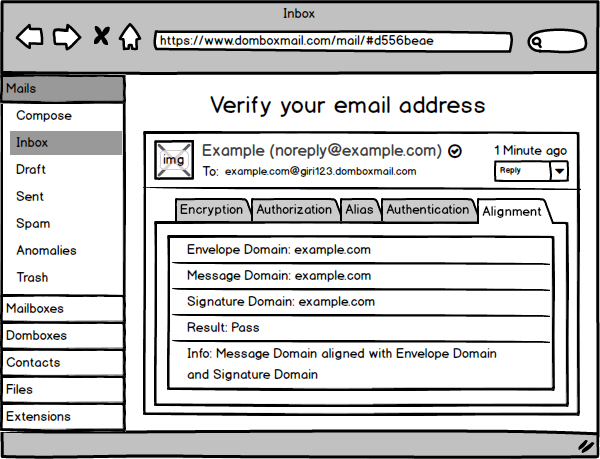 Inbox
https://www.domboxmail.com/mail/#d556beae
Mails
Compose
Inbox
Draft
Sent
Spam
Anomalies
Trash
Mailboxes
Domboxes
Contacts
Files
Extensions
Verify your email address
img
Example (noreply@example.com)
1 Minute ago
To: example.com@giri123.domboxmail.com
Reply
Encryption
Authorization
Alias
Authentication
Alignment
Envelope Domain: example.com
Message Domain: example.com
Signature Domain: example.com
Result: Pass
Info: Message Domain aligned with Envelope Domain
and Signature Domain